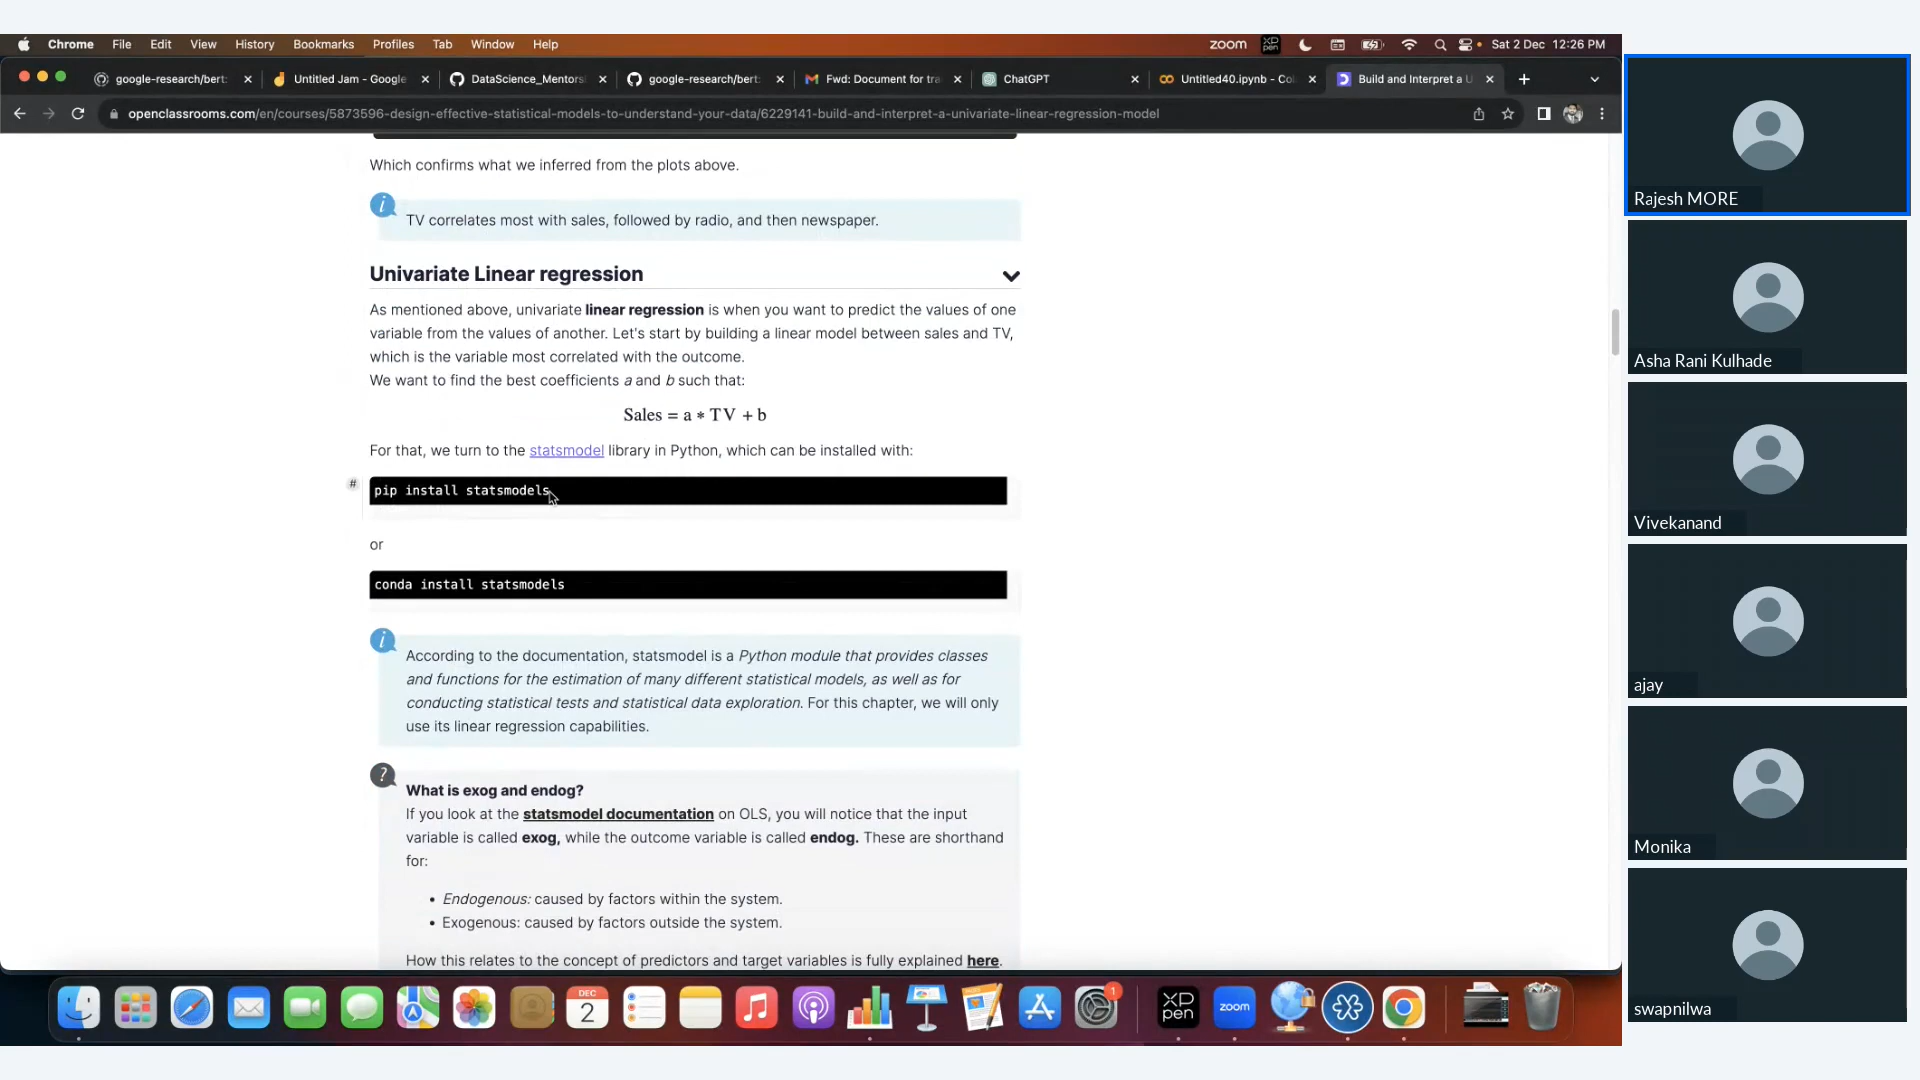 Chrome File Edit View History Bookmarks Profiles Tab Window Help
zoom XP PEN Sat 2 Dec 12:26 PM
google-research/bert: × Untitled Jam - Google × DataScience_Mentors × google-research/bert: × Fwd: Document for tra × ChatGPT × Untitled40.ipynb - Co × Build and Interpret a U ×
openclassrooms.com/en/courses/5873596-design-effective-statistical-models-to-understand-your-data/6229141-build-and-interpret-a-univariate-linear-regression-model
Which confirms what we inferred from the plots above.
i
TV correlates most with sales, followed by radio, and then newspaper.
Univariate Linear regression
As mentioned above, univariate linear regression is when you want to predict the values of one
variable from the values of another. Let's start by building a linear model between sales and TV,
which is the variable most correlated with the outcome.
We want to find the best coefficients a and b such that:
Sales = a ∗ TV + b
For that, we turn to the statsmodel library in Python, which can be installed with:
#
pip install statsmodels
or
conda install statsmodels
i
According to the documentation, statsmodel is a Python module that provides classes
and functions for the estimation of many different statistical models, as well as for
conducting statistical tests and statistical data exploration. For this chapter, we will only
use its linear regression capabilities.
?
What is exog and endog?
If you look at the statsmodel documentation on OLS, you will notice that the input
variable is called exog, while the outcome variable is called endog. These are shorthand
for:
• Endogenous: caused by factors within the system.
• Exogenous: caused by factors outside the system.
How this relates to the concept of predictors and target variables is fully explained here.
DEC
2
1
XP
PEN
zoom
Rajesh MORE
Asha Rani Kulhade
Vivekanand
ajay
Monika
swapnilwa